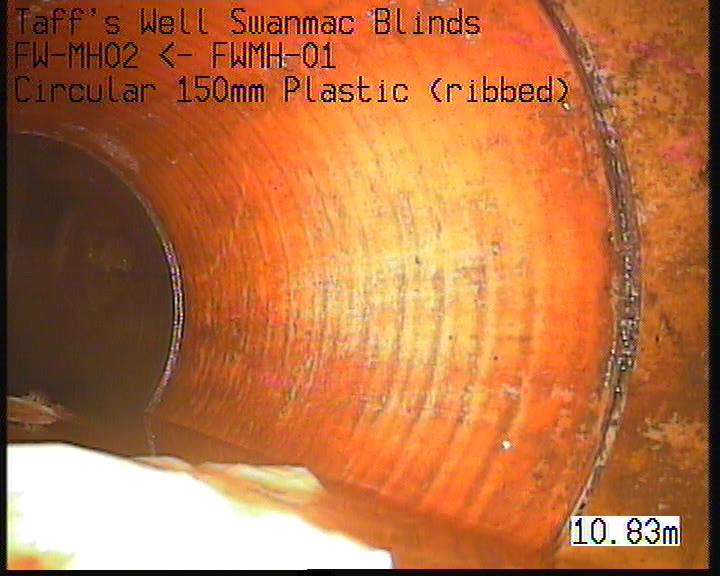 Taff's Well Swanmac Blinds
FW-MH02 <- FWMH-01
Circular 150mm Plastic (ribbed)
10.83m